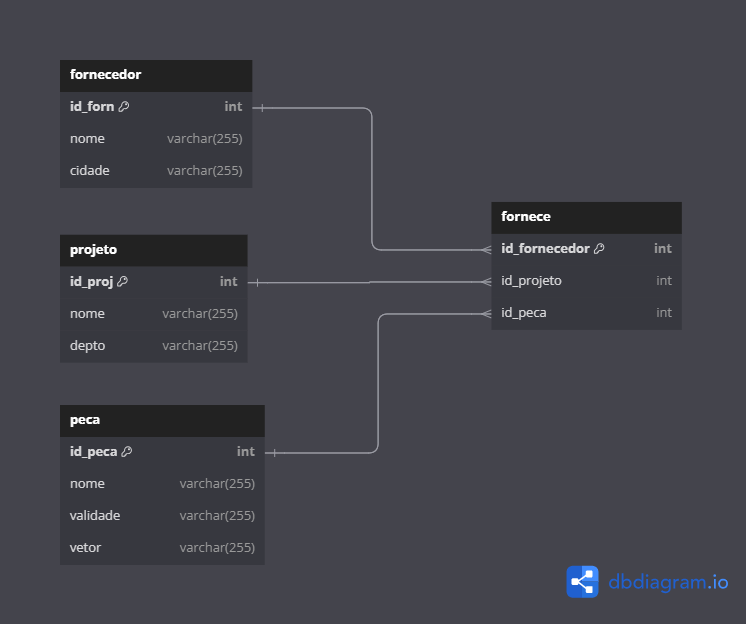 fornecedor
id_forn int
nome varchar(255)
cidade varchar(255)
projeto
id_proj int
nome varchar(255)
depto varchar(255)
peca
id_peca int
nome varchar(255)
validade varchar(255)
vetor varchar(255)
fornece
id_fornecedor int
id_projeto int
id_peca int
dbdiagram.io